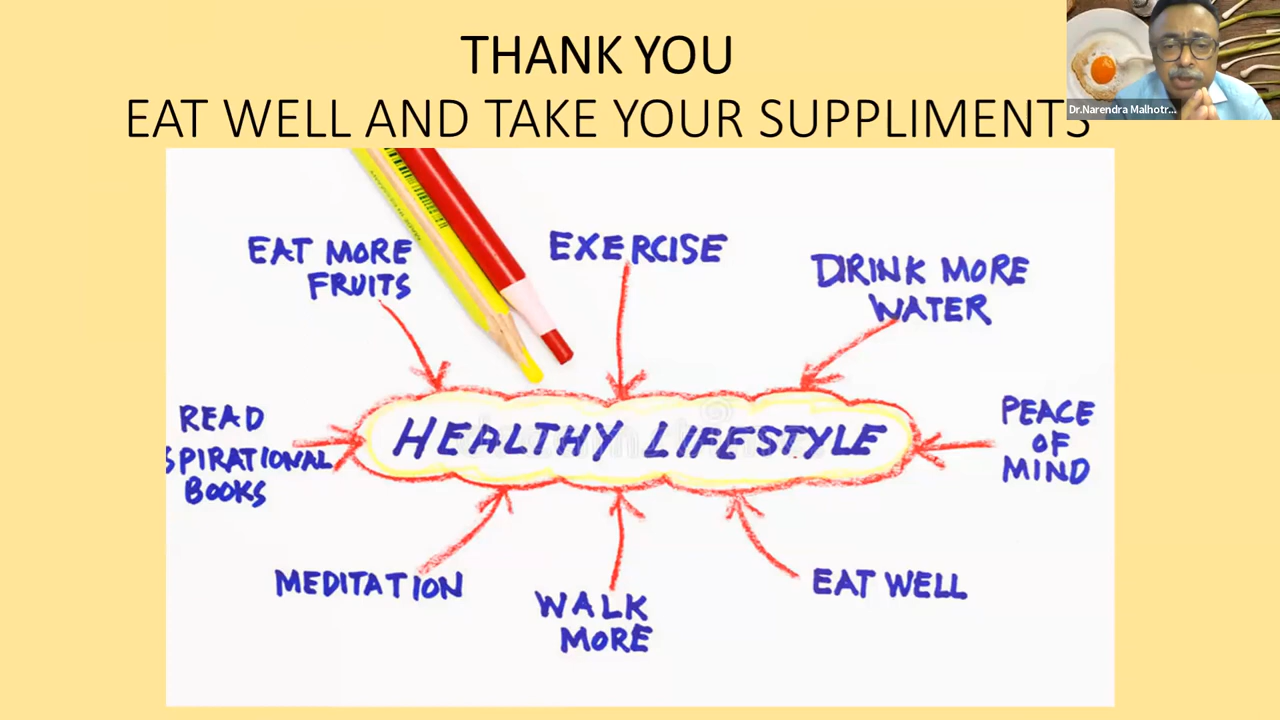 THANK YOU
EAT WELL AND TAKE YOUR SUPPLIMENTS
Dr.Narendra Malhotr...
EAT MORE
FRUITS
EXERCISE
DRINK MORE
WATER
READ
SPIRATIONAL
BOOKS
HEALTHY LIFESTYLE
PEACE
OF
MIND
MEDITATION
WALK
MORE
EAT WELL